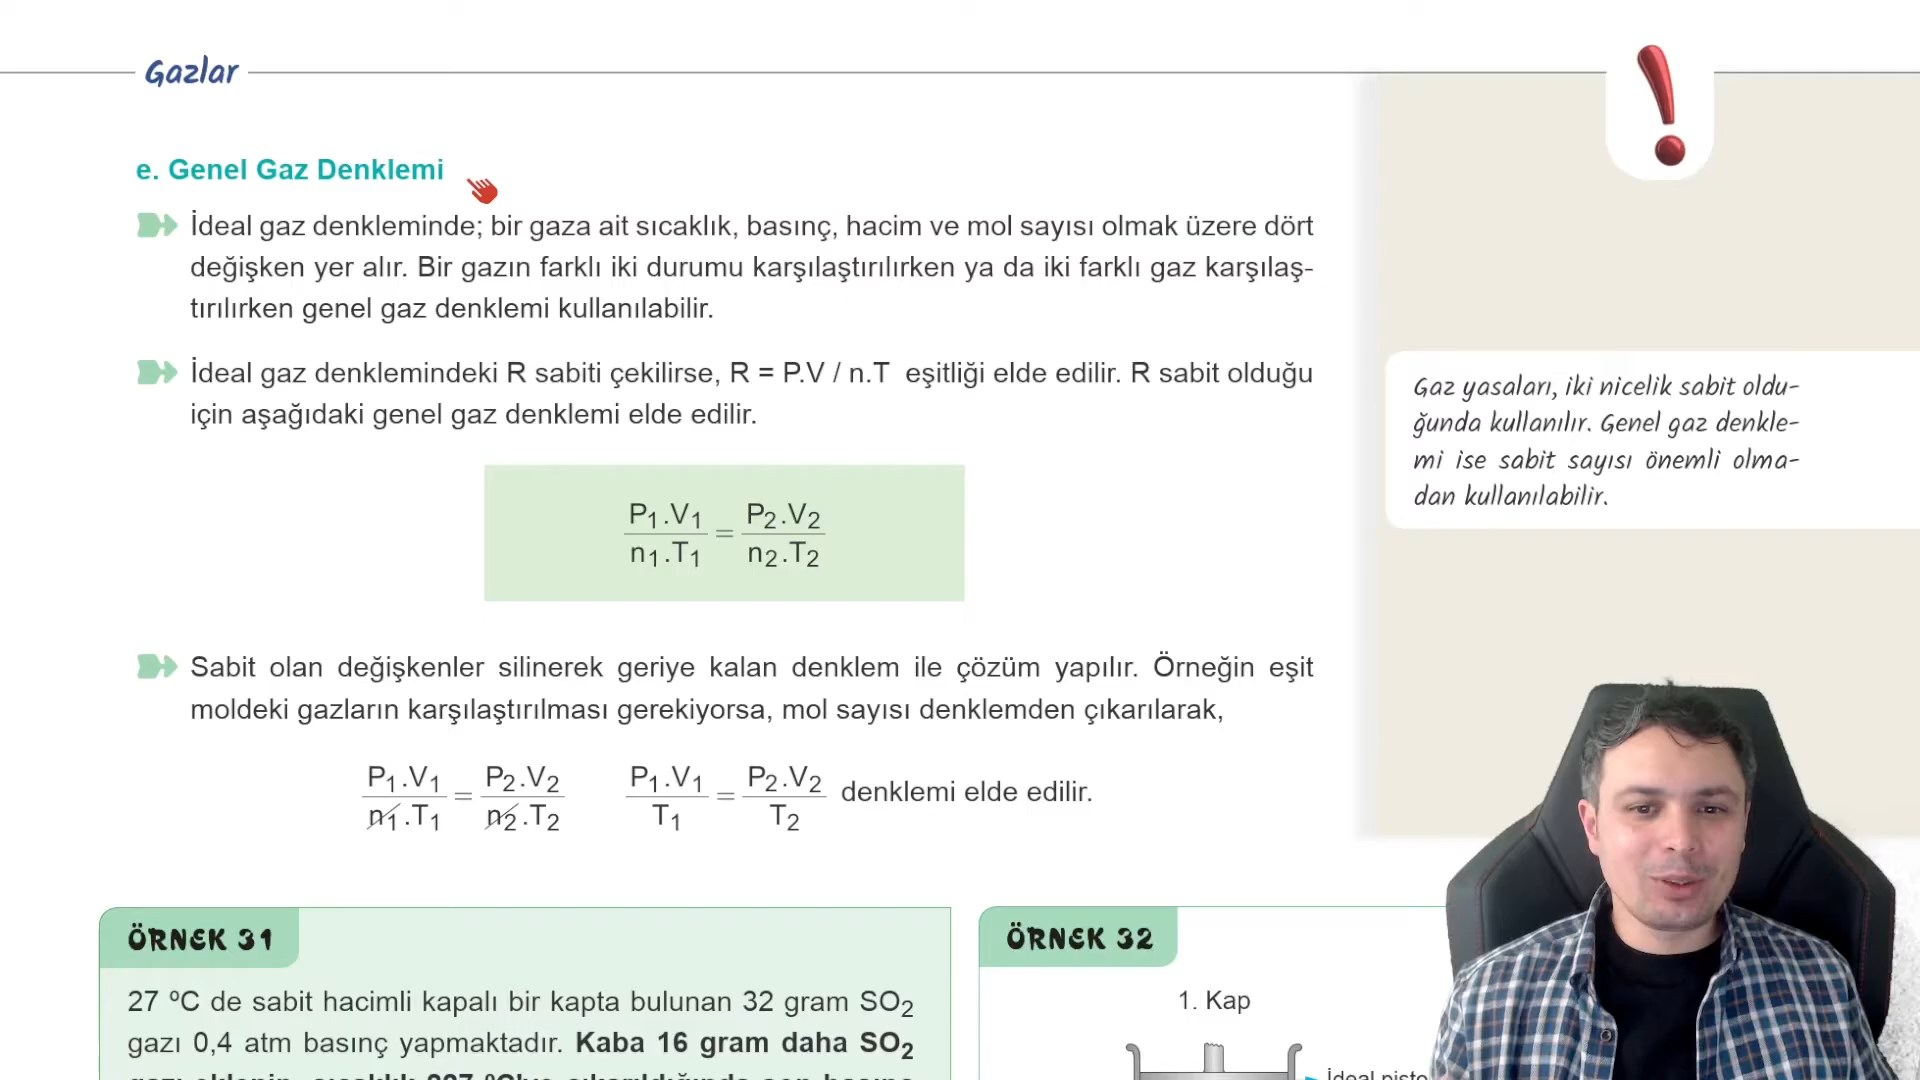 Gazlar
e. Genel Gaz Denklemi
İdeal gaz denkleminde; bir gaza ait sıcaklık, basınç, hacim ve mol sayısı olmak üzere dört
değişken yer alır. Bir gazın farklı iki durumu karşılaştırılırken ya da iki farklı gaz karşılaş-
tırılırken genel gaz denklemi kullanılabilir.
İdeal gaz denklemindeki R sabiti çekilirse, R = P.V / n.T eşitliği elde edilir. R sabit olduğu
için aşağıdaki genel gaz denklemi elde edilir.
P₁.V₁ / n₁.T₁ = P₂.V₂ / n₂.T₂
Sabit olan değişkenler silinerek geriye kalan denklem ile çözüm yapılır. Örneğin eşit
moldeki gazların karşılaştırılması gerekiyorsa, mol sayısı denklemden çıkarılarak,
P₁.V₁ / n₁.T₁ = P₂.V₂ / n₂.T₂ P₁.V₁ / T₁ = P₂.V₂ / T₂ denklemi elde edilir.
Gaz yasaları, iki nicelik sabit oldu-
ğunda kullanılır. Genel gaz denkle-
mi ise sabit sayısı önemli olma-
dan kullanılabilir.
ÖRNEK 31
27 ºC de sabit hacimli kapalı bir kapta bulunan 32 gram SO₂
gazı 0,4 atm basınç yapmaktadır. Kaba 16 gram daha SO₂
ÖRNEK 32
1. Kap
İdeal